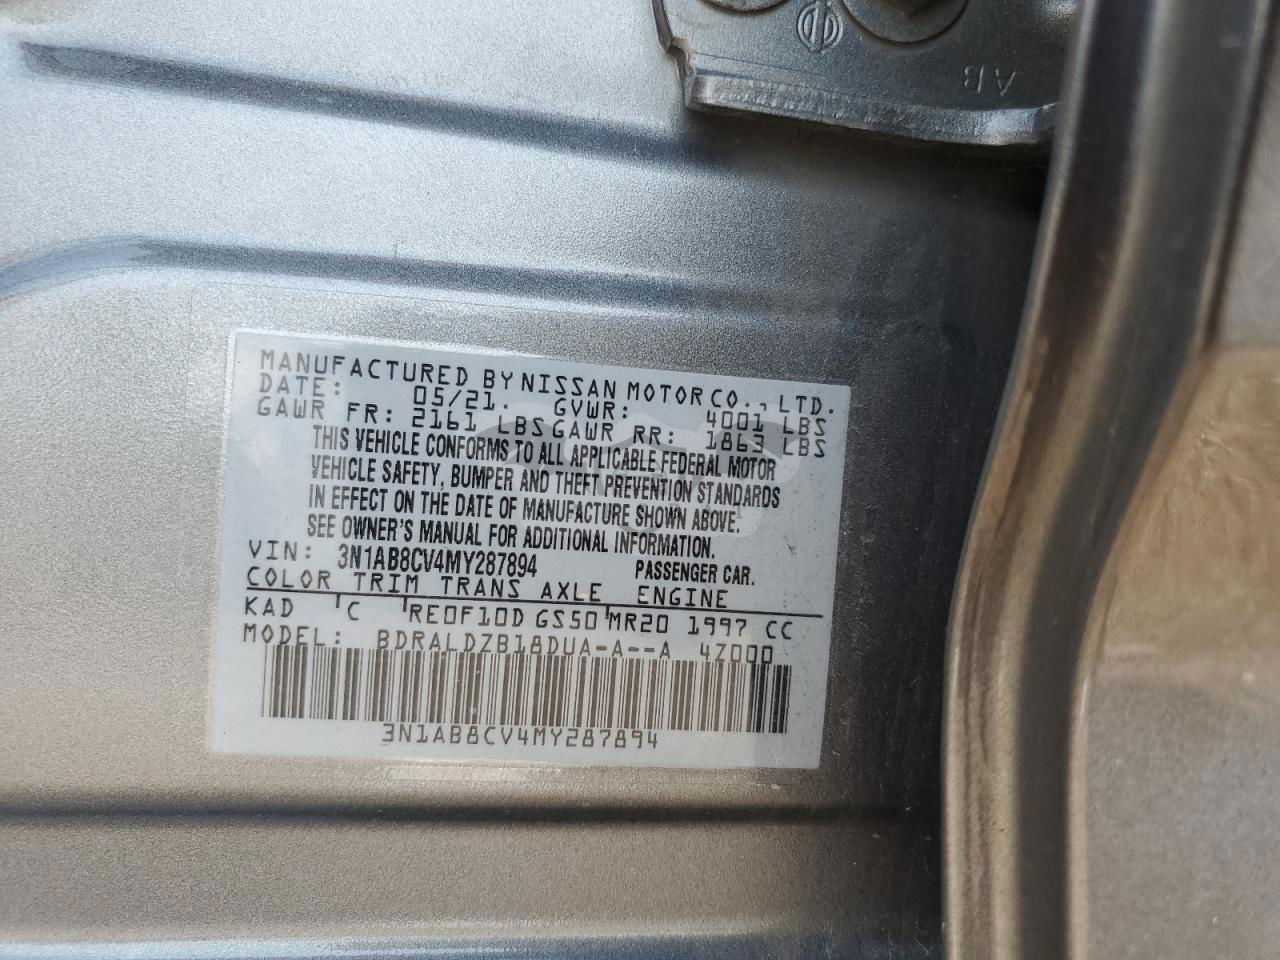 AB
MANUFACTURED BY NISSAN MOTOR CO., LTD.
DATE: 05/21. GVWR: 4001 LBS
GAWR FR: 2161 LBS GAWR RR: 1863 LBS
THIS VEHICLE CONFORMS TO ALL APPLICABLE FEDERAL MOTOR
VEHICLE SAFETY, BUMPER AND THEFT PREVENTION STANDARDS
IN EFFECT ON THE DATE OF MANUFACTURE SHOWN ABOVE.
SEE OWNER'S MANUAL FOR ADDITIONAL INFORMATION.
VIN: 3N1AB8CV4MY287894 PASSENGER CAR.
COLOR TRIM TRANS AXLE ENGINE
KAD C RE0F10D GS50 MR20 1997 CC
MODEL: BDRALDZB18DUA-A--A 4Z000
3N1AB8CV4MY287894